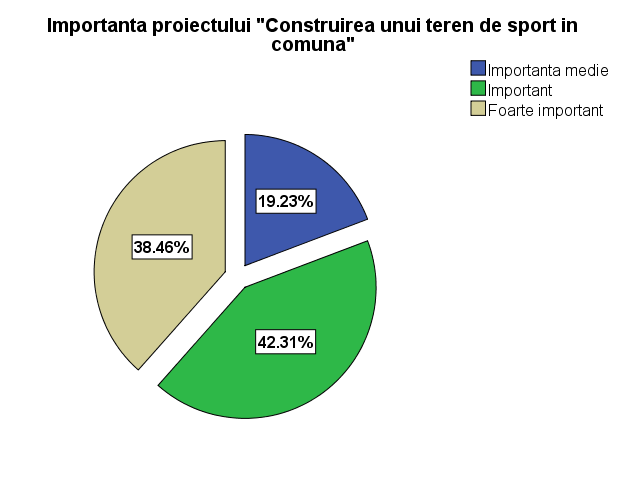 Importanta proiectului "Construirea unui teren de sport in
comuna"
Importanta medie
Important
Foarte important
19.23%
38.46%
42.31%